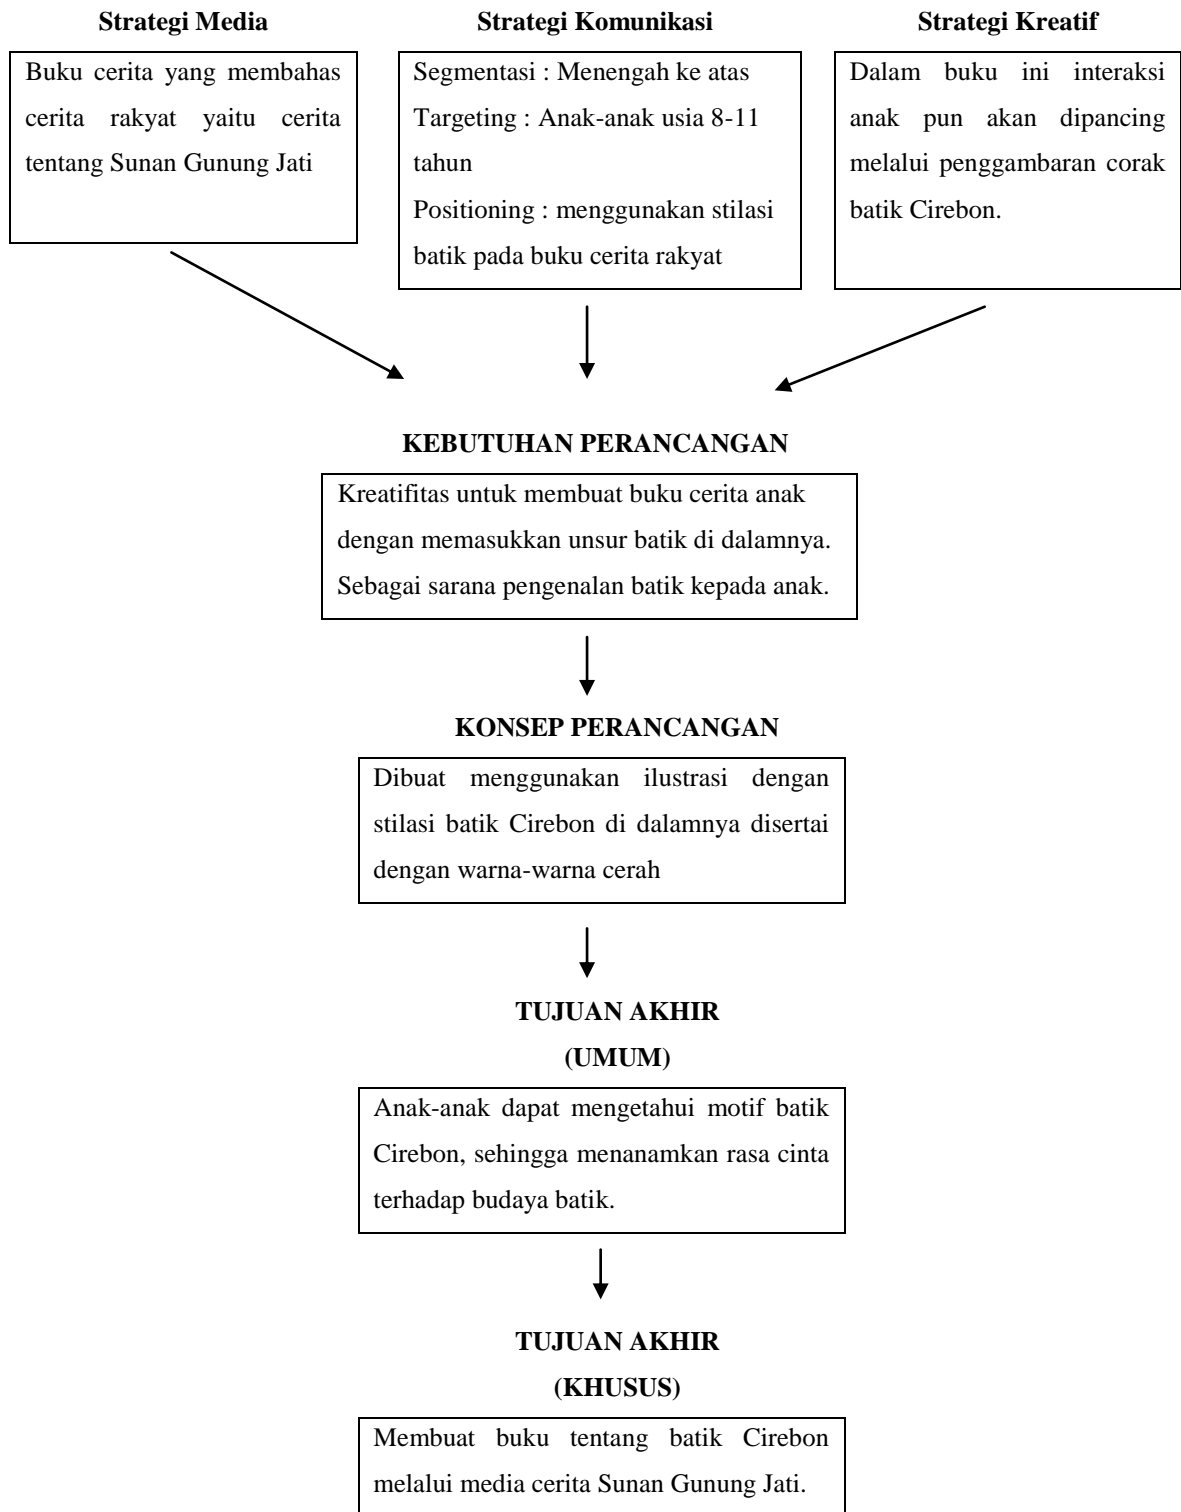 Strategi Media
Buku cerita yang membahas
cerita rakyat yaitu cerita
tentang Sunan Gunung Jati
Strategi Komunikasi
Segmentasi : Menengah ke atas
Targeting : Anak-anak usia 8-11
tahun
Positioning : menggunakan stilasi
batik pada buku cerita rakyat
Strategi Kreatif
Dalam buku ini interaksi
anak pun akan dipancing
melalui penggambaran corak
batik Cirebon.
KEBUTUHAN PERANCANGAN
Kreatifitas untuk membuat buku cerita anak
dengan memasukkan unsur batik di dalamnya.
Sebagai sarana pengenalan batik kepada anak.
KONSEP PERANCANGAN
Dibuat menggunakan ilustrasi dengan
stilasi batik Cirebon di dalamnya disertai
dengan warna-warna cerah
TUJUAN AKHIR
(UMUM)
Anak-anak dapat mengetahui motif batik
Cirebon, sehingga menanamkan rasa cinta
terhadap budaya batik.
TUJUAN AKHIR
(KHUSUS)
Membuat buku tentang batik Cirebon
melalui media cerita Sunan Gunung Jati.